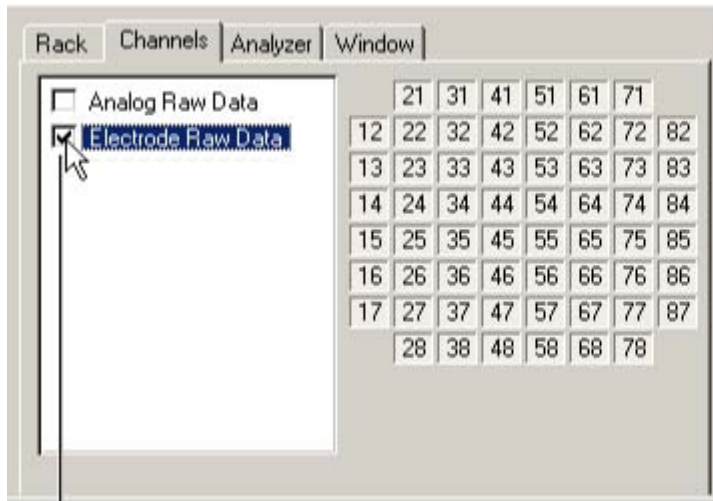 Rack Channels Analyzer Window
Analog Raw Data
Electrode Raw Data
21 31 41 51 61 71
12 22 32 42 52 62 72 82
13 23 33 43 53 63 73 83
14 24 34 44 54 64 74 84
15 25 35 45 55 65 75 85
16 26 36 46 56 66 76 86
17 27 37 47 57 67 77 87
28 38 48 58 68 78